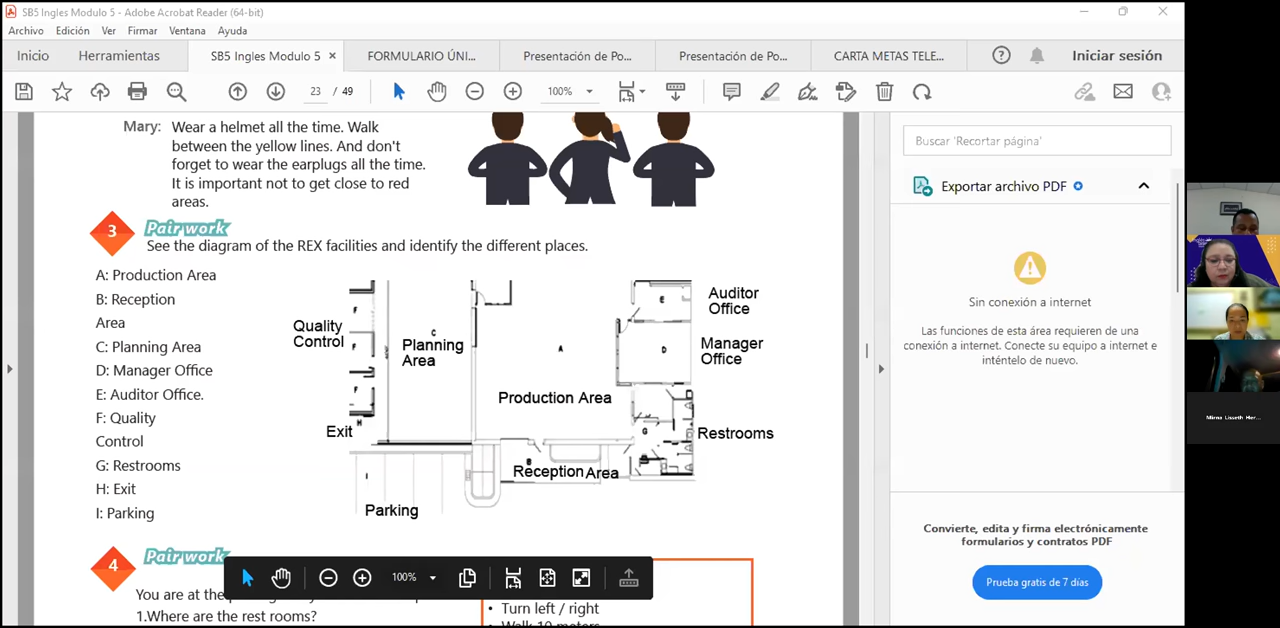 SB5 Ingles Modulo 5 - Adobe Acrobat Reader (64-bit)
Archivo Edición Ver Firmar Ventana Ayuda
Inicio Herramientas SB5 Ingles Modulo 5 × FORMULARIO ÚNI... Presentación de Po... Presentación de Po... CARTA METAS TELE... Iniciar sesión
23 / 49 100%
Mary: Wear a helmet all the time. Walk
between the yellow lines. And don't
forget to wear the earplugs all the time.
It is important not to get close to red
areas.
3 Pair work
See the diagram of the REX facilities and identify the different places.
A: Production Area
B: Reception
Area
C: Planning Area
D: Manager Office
E: Auditor Office.
F: Quality
Control
G: Restrooms
H: Exit
I: Parking
Quality
Control
Exit
Planning
Area
Production Area
Reception Area
Parking
Auditor
Office
Manager
Office
Restrooms
F
F
F
H
C
A
E
D
G
B
I
4 Pair work
You are at the
1.Where are the rest rooms?
• Turn left / right
Walk 10 meters
100%
Buscar 'Recortar página'
Exportar archivo PDF
Sin conexión a internet
Las funciones de esta área requieren de una
conexión a internet. Conecte su equipo a internet e
inténtelo de nuevo.
Convierte, edita y firma electrónicamente
formularios y contratos PDF
Prueba gratis de 7 días
Mirna Lisseth Her...